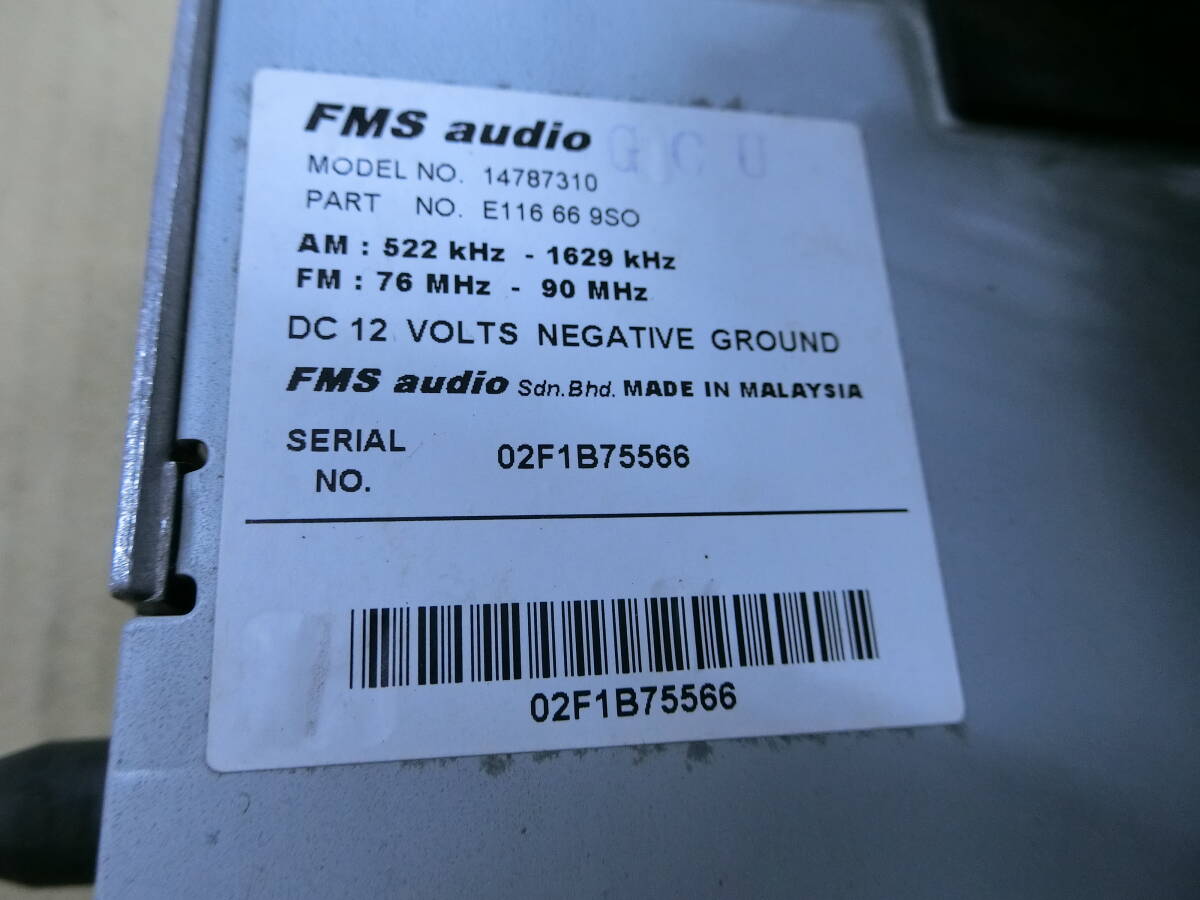 FMS audio GCU
MODEL NO. 14787310
PART NO. E116 66 9SO
AM : 522 kHz - 1629 kHz
FM : 76 MHz - 90 MHz
DC 12 VOLTS NEGATIVE GROUND
FMS audio Sdn.Bhd. MADE IN MALAYSIA
SERIAL NO. 02F1B75566
02F1B75566